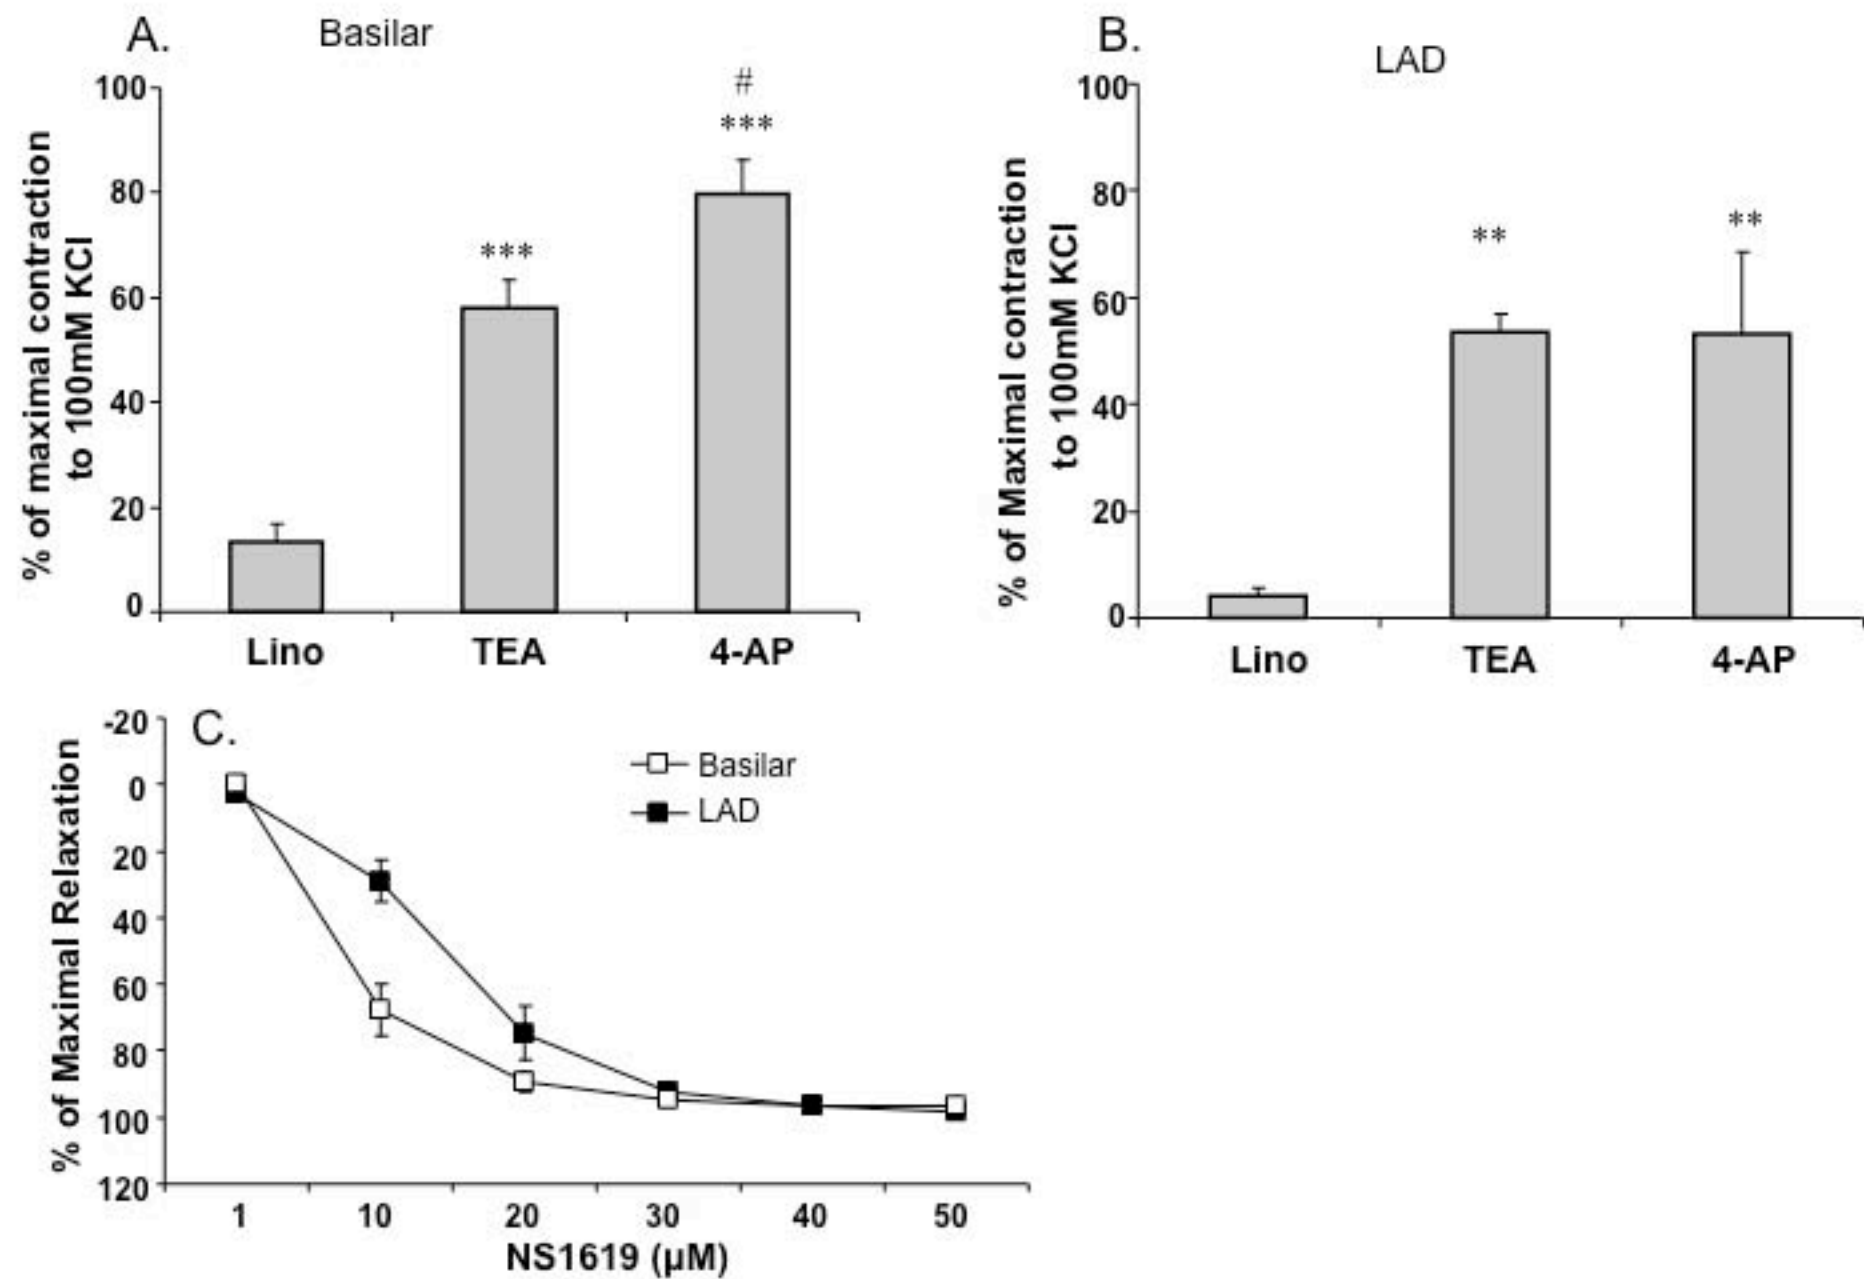 A.
Basilar
% of maximal contraction
to 100mM KCl
100
80
60
40
20
0
***
#
***
Lino
TEA
4-AP
B.
LAD
% of Maximal contraction
to 100mM KCl
100
80
60
40
20
0
**
**
Lino
TEA
4-AP
C.
% of Maximal Relaxation
-20
0
20
40
60
80
100
120
Basilar
LAD
1
10
20
30
40
50
NS1619 (µM)